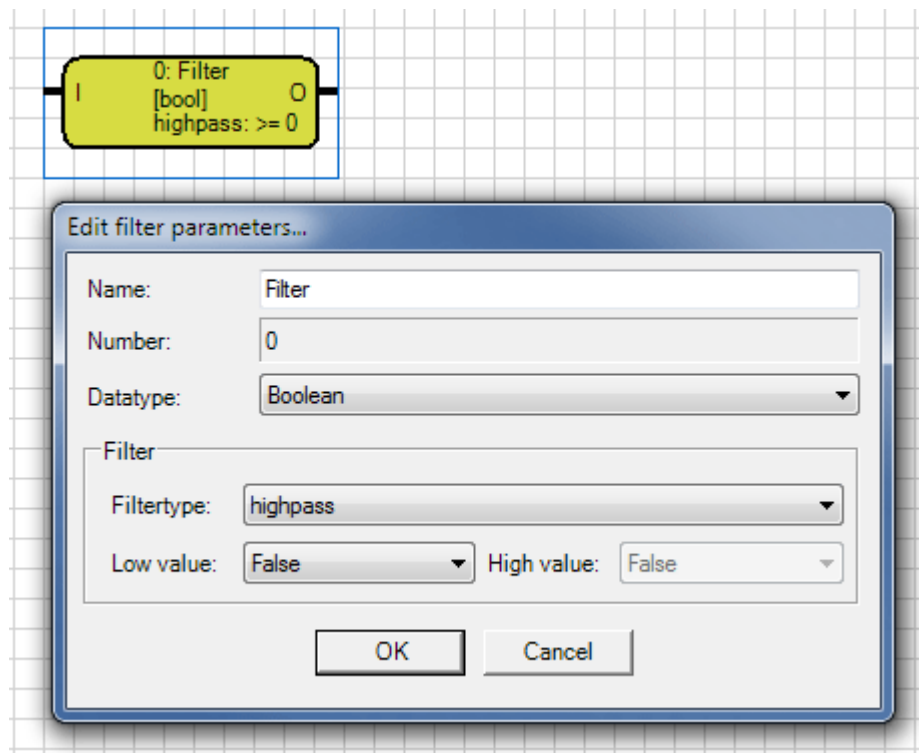 0: Filter
I [bool] O
highpass: >= 0
Edit filter parameters...
Name: Filter
Number: 0
Datatype: Boolean
Filter
Filtertype: highpass
Low value: False High value: False
OK Cancel